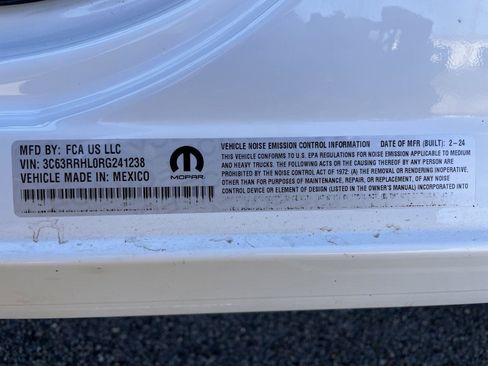 MFD BY: FCA US LLC
VIN: 3C63RRHL0RG241238
VEHICLE MADE IN: MEXICO
MOPAR
VEHICLE NOISE EMISSION CONTROL INFORMATION DATE OF MFR (BUILT): 2-24
THIS VEHICLE CONFORMS TO U.S. EPA REGULATIONS FOR NOISE EMISSION APPLICABLE TO MEDIUM
AND HEAVY TRUCKS. THE FOLLOWING ACTS OR THE CAUSING THEREOF BY ANY PERSON ARE
PROHIBITED BY THE NOISE CONTROL ACT OF 1972: (A) THE REMOVAL OR RENDERING INOPERATIVE,
OTHER THAN FOR PURPOSES OF MAINTENANCE, REPAIR, OR REPLACEMENT, OF ANY NOISE
CONTROL DEVICE OR ELEMENT OF DESIGN (LISTED IN THE OWNER'S MANUAL) INCORPORATED INTO